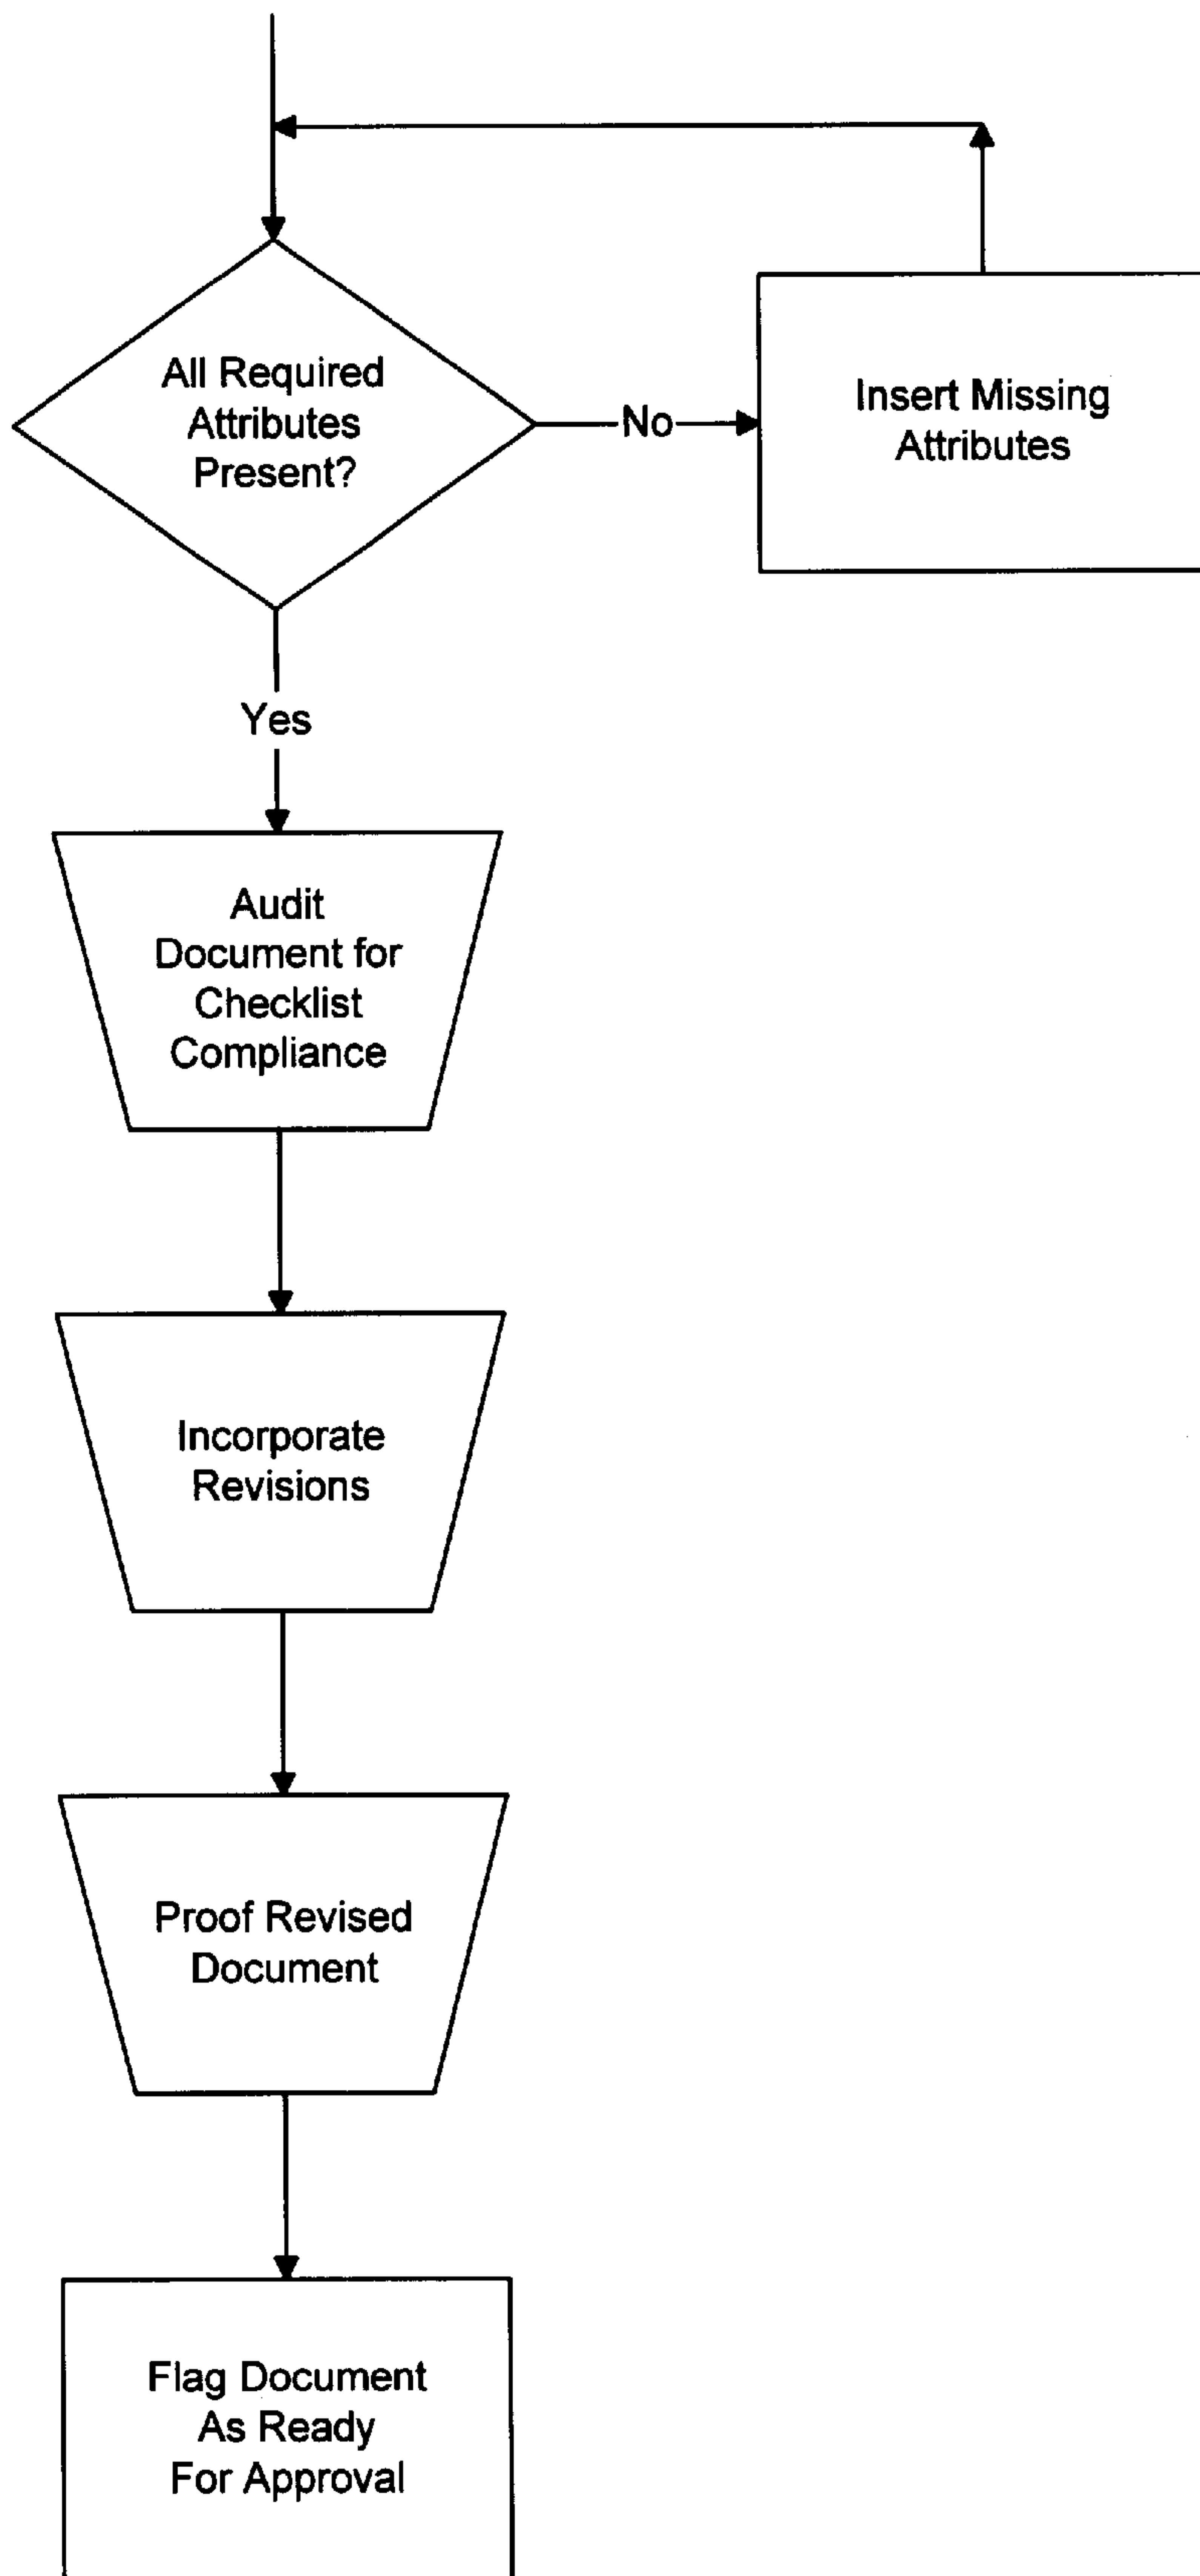 All Required
Attributes
Present?
No
Insert Missing
Attributes
Yes
Audit
Document for
Checklist
Compliance
Incorporate
Revisions
Proof Revised
Document
Flag Document
As Ready
For Approval